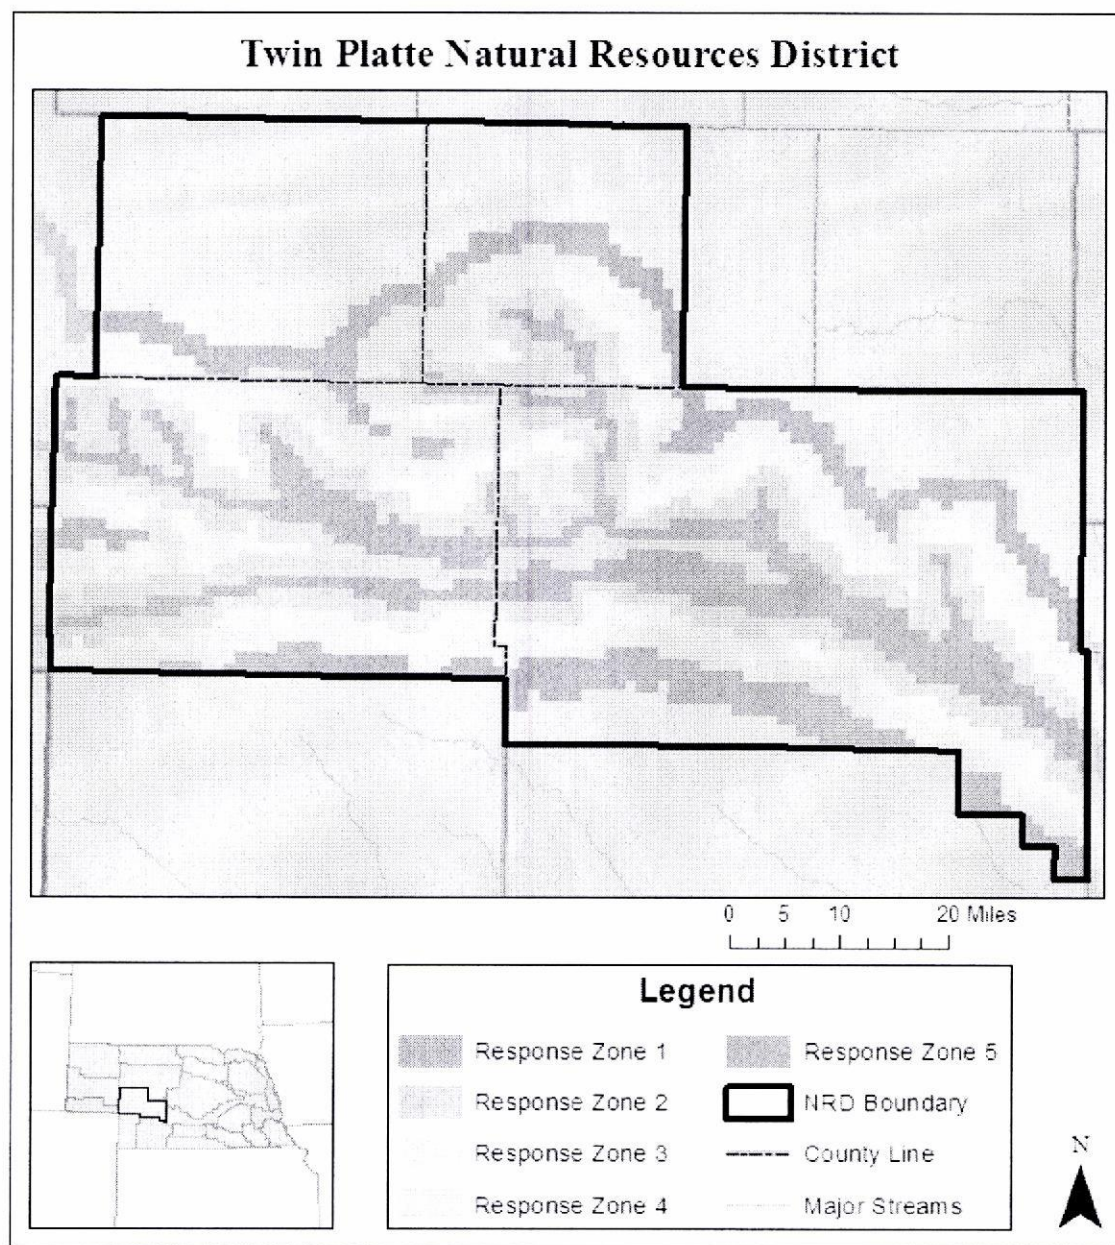 Twin Platte Natural Resources District
0 5 10 20 Miles
Legend
Response Zone 1
Response Zone 2
Response Zone 3
Response Zone 4
Response Zone 5
NRD Boundary
County Line
Major Streams
N